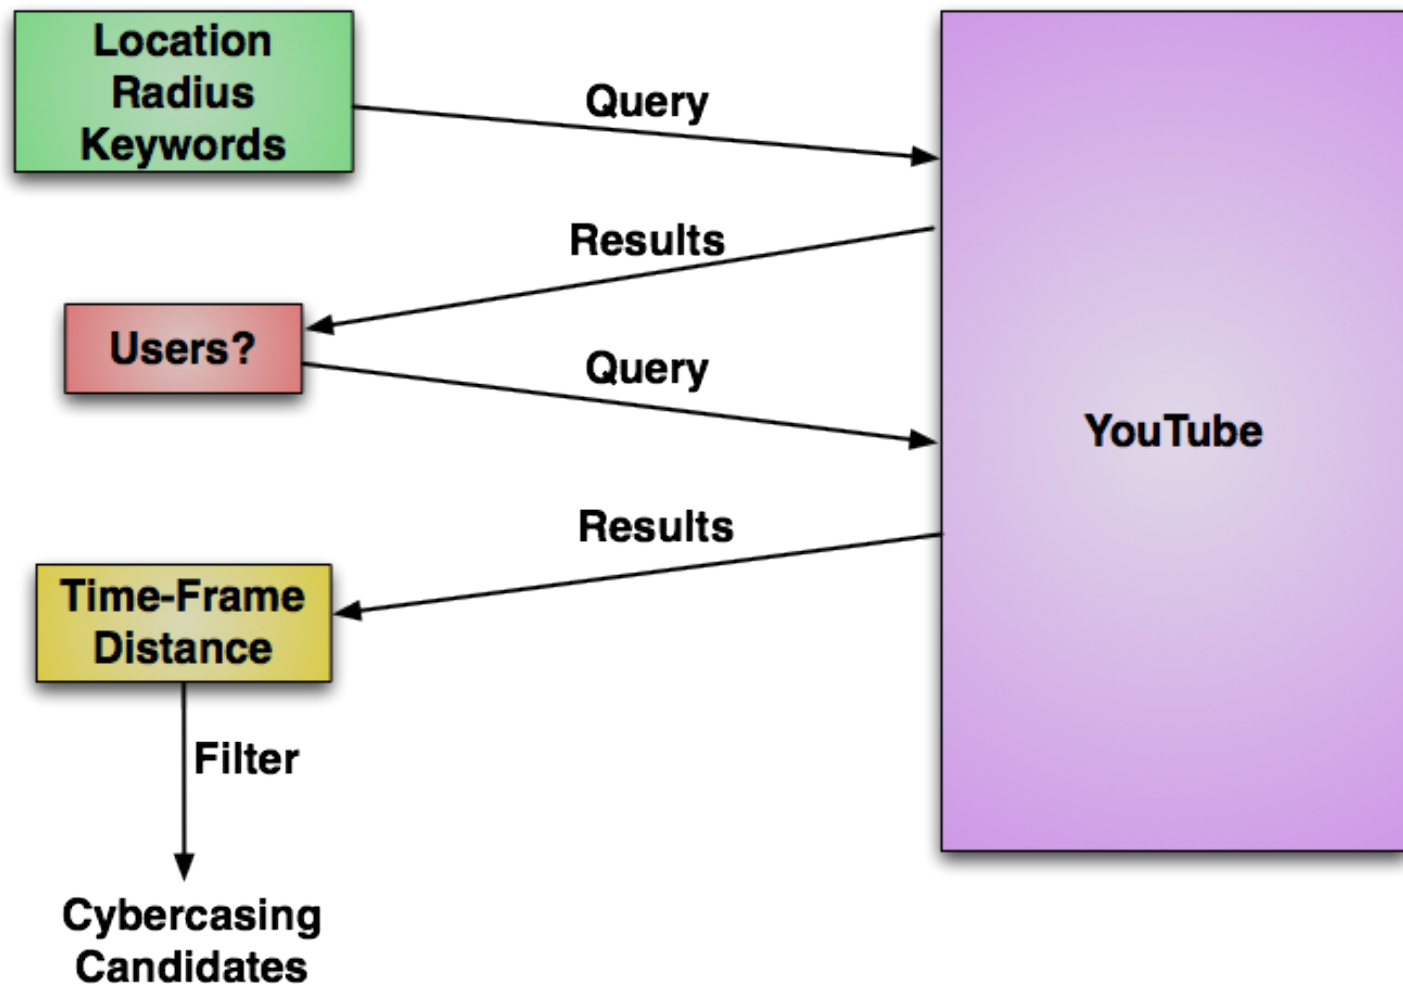 Location
Radius
Keywords
Query
Results
Users?
Query
YouTube
Results
Time-Frame
Distance
Filter
Cybercasing
Candidates